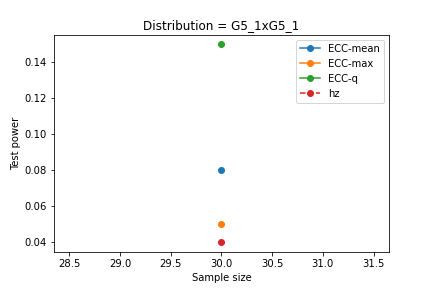 Distribution = G5_1xG5_1
ECC-mean
ECC-max
ECC-q
hz
Test power
0.14
0.12
0.10
0.08
0.06
0.04
28.5 29.0 29.5 30.0 30.5 31.0 31.5
Sample size